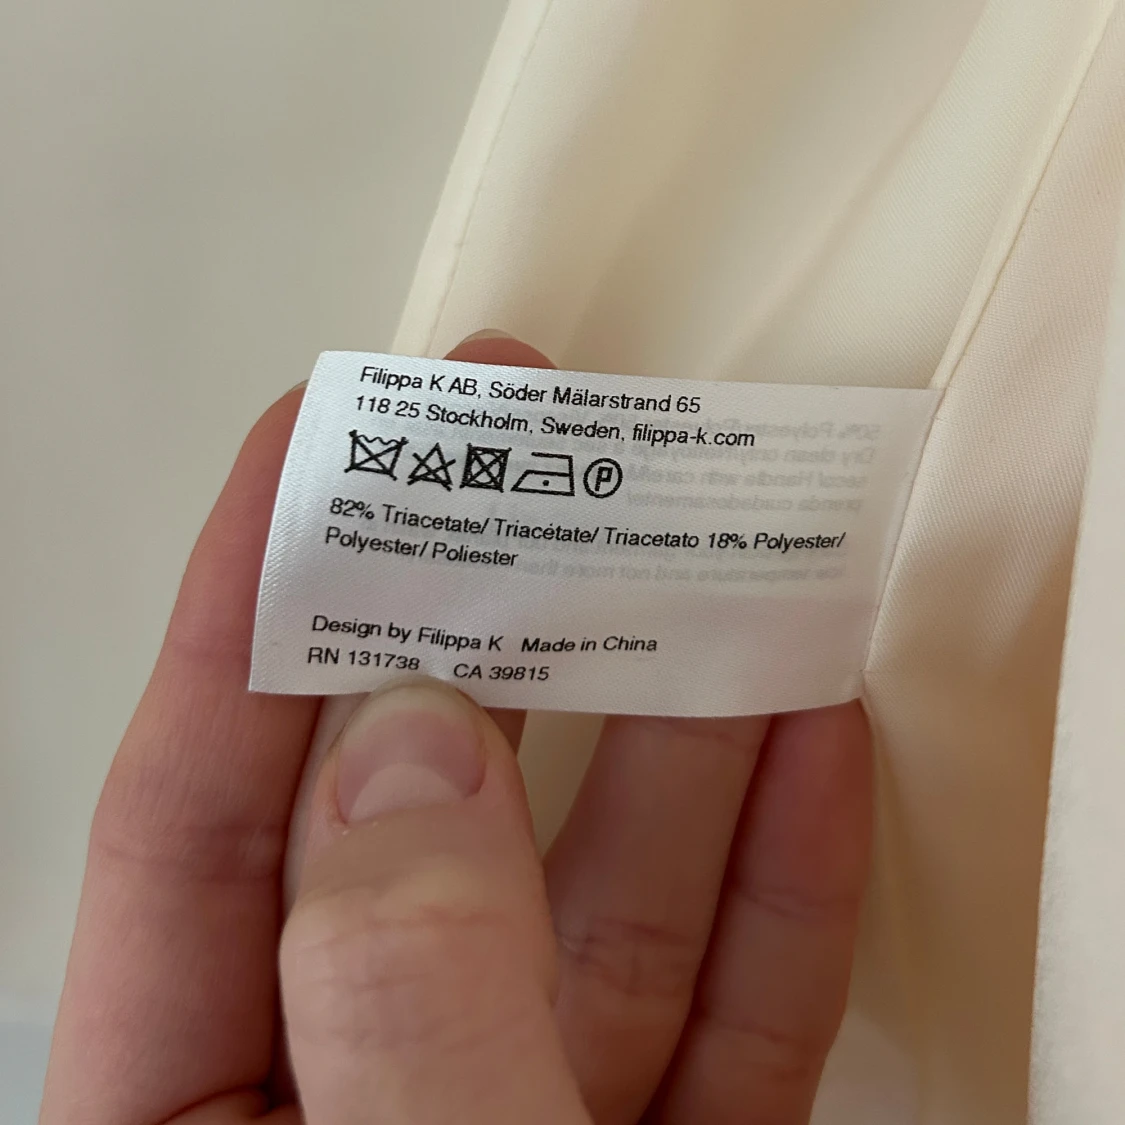 Filippa K AB, Söder Mälarstrand 65
118 25 Stockholm, Sweden, filippa-k.com
P
82% Triacetate/ Triacétate/ Triacetato 18% Polyester/
Polyester/ Poliester
Design by Filippa K Made in China
RN 131738 CA 39815